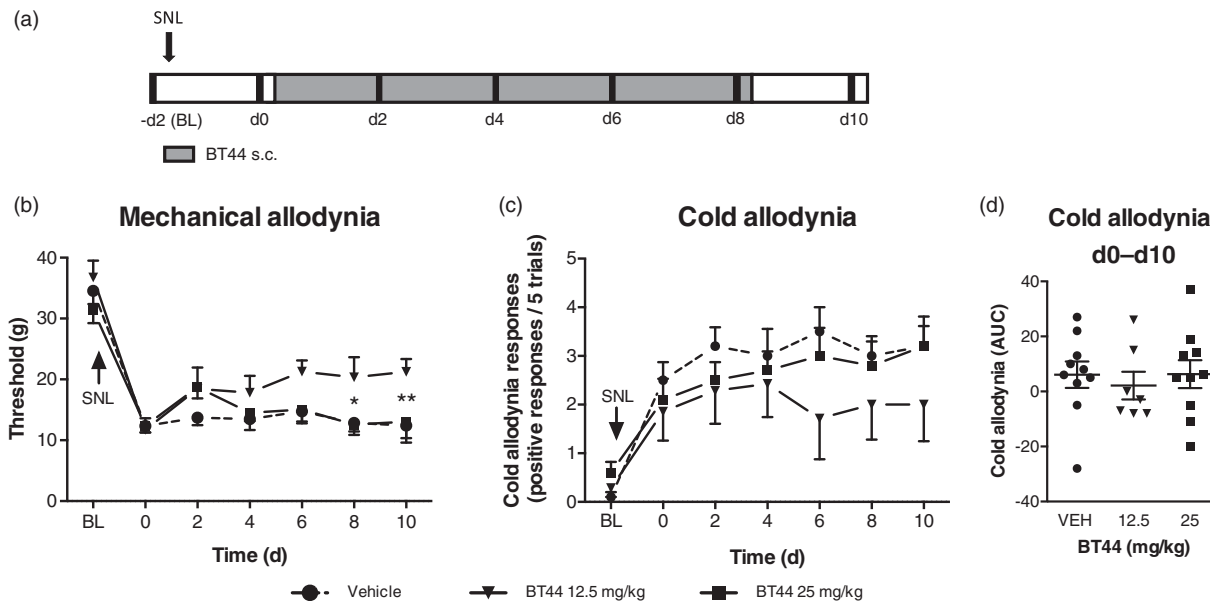 (a)
SNL
-d2 (BL) d0 d2 d4 d6 d8 d10
BT44 s.c.
(b)
Mechanical allodynia
Threshold (g)
40
30
20
10
0
SNL
* **
BL 0 2 4 6 8 10
Time (d)
(c)
Cold allodynia
Cold allodynia responses
(positive responses / 5 trials)
5
4
3
2
1
0
SNL
BL 0 2 4 6 8 10
Time (d)
(d)
Cold allodynia
d0–d10
Cold allodynia (AUC)
40
20
0
-20
-40
VEH 12.5 25
BT44 (mg/kg)
Vehicle BT44 12.5 mg/kg BT44 25 mg/kg